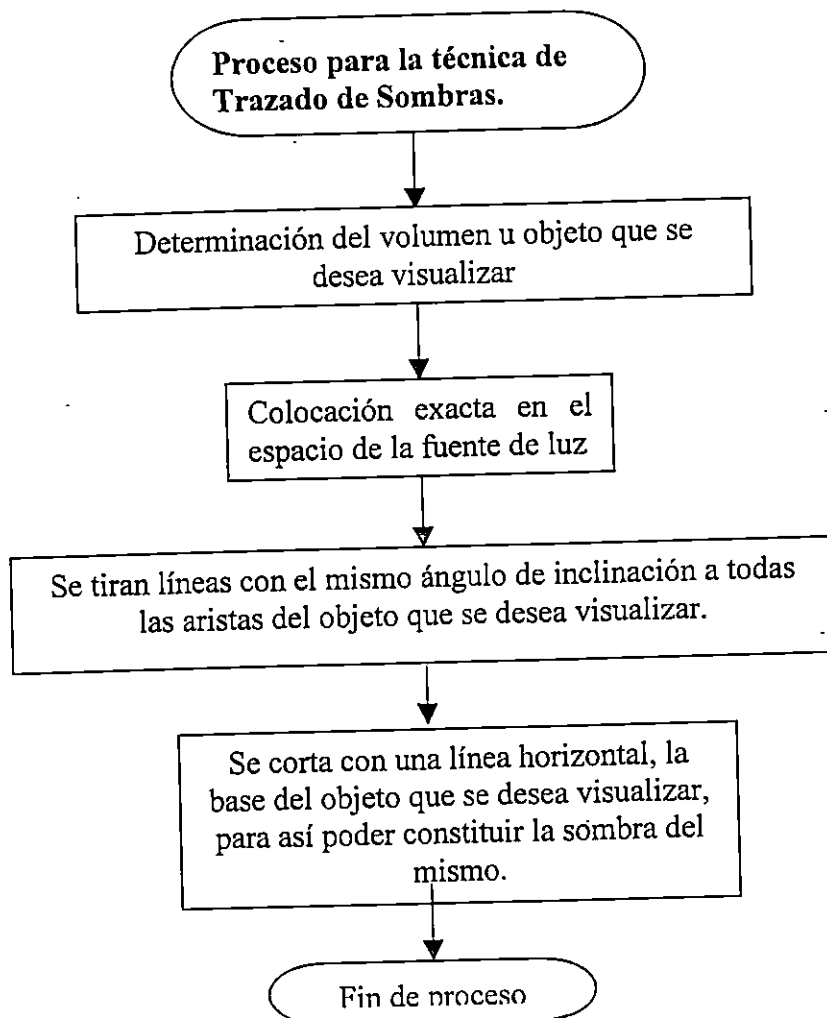 Proceso para la técnica de
Trazado de Sombras.
Determinación del volumen u objeto que se
desea visualizar
Colocación exacta en el
espacio de la fuente de luz
Se tiran líneas con el mismo ángulo de inclinación a todas
las aristas del objeto que se desea visualizar.
Se corta con una línea horizontal, la
base del objeto que se desea visualizar,
para así poder constituir la sombra del
mismo.
Fin de proceso